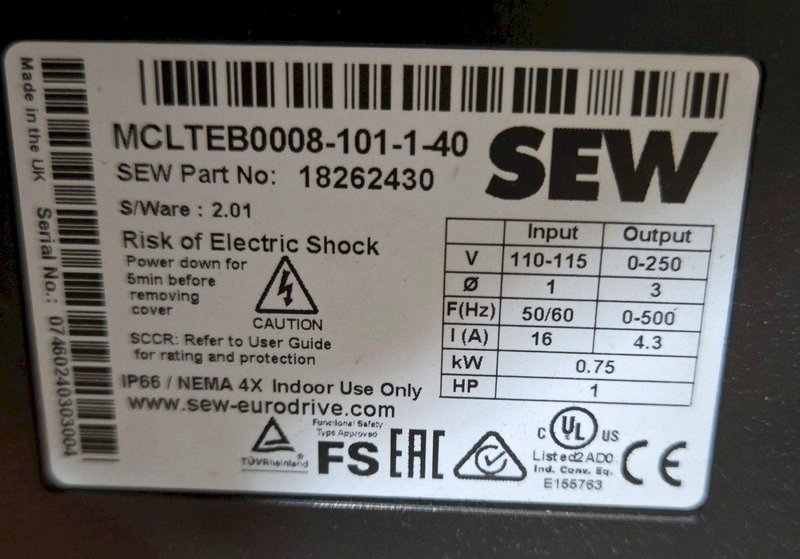 MCLTEB0008-101-1-40
SEW
SEW Part No: 18262430
S/Ware : 2.01
Risk of Electric Shock
Power down for
5min before
removing
cover
CAUTION
SCCR: Refer to User Guide
for rating and protection
IP66 / NEMA 4X Indoor Use Only
www.sew-eurodrive.com
Input Output
V 110-115 0-250
Ø 1 3
F(Hz) 50/60 0-500
I (A) 16 4.3
kW 0.75
HP 1
TÜVRheinland
Functional Safety
Type Approved
FS
EAC
C UL US
Listed2AD0
Ind. Conv. Eq.
E155763
CE
Made in the UK
Serial No.: 07460240303004